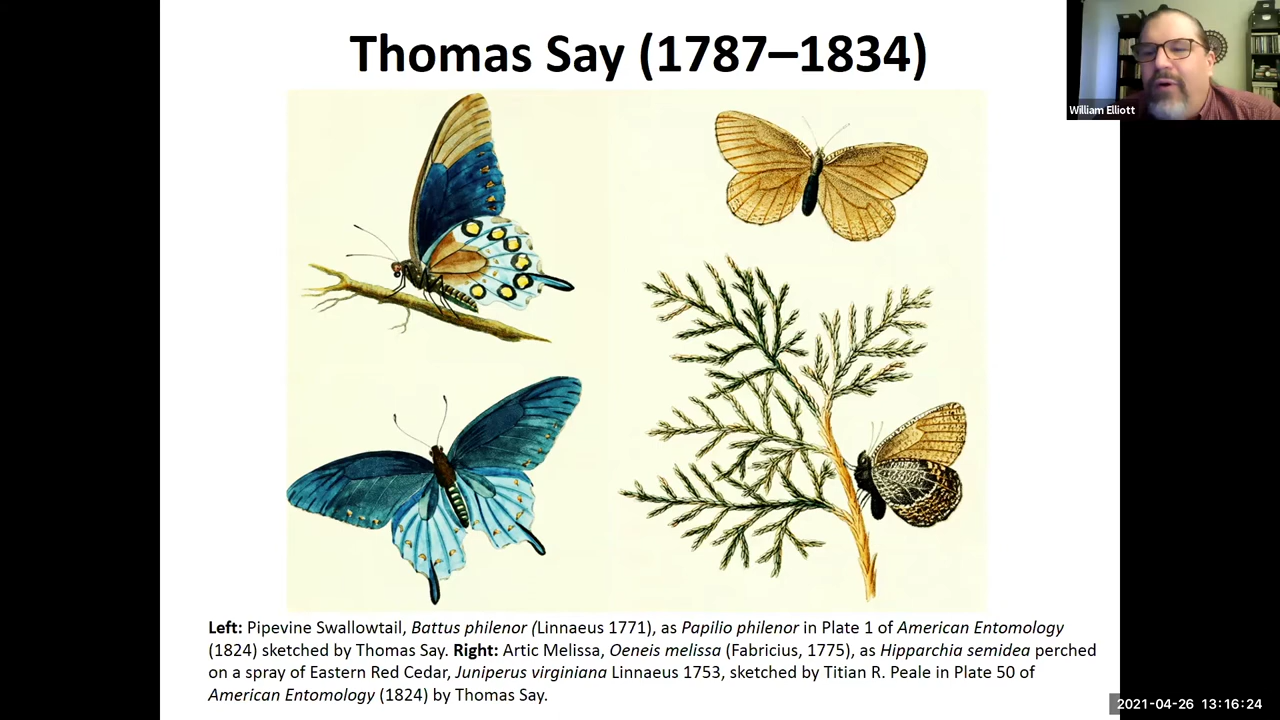 Thomas Say (1787–1834)
William Elliott
Left: Pipevine Swallowtail, Battus philenor (Linnaeus 1771), as Papilio philenor in Plate 1 of American Entomology
(1824) sketched by Thomas Say. Right: Artic Melissa, Oeneis melissa (Fabricius, 1775), as Hipparchia semidea perched
on a spray of Eastern Red Cedar, Juniperus virginiana Linnaeus 1753, sketched by Titian R. Peale in Plate 50 of
American Entomology (1824) by Thomas Say.
2021-04-26 13:16:24